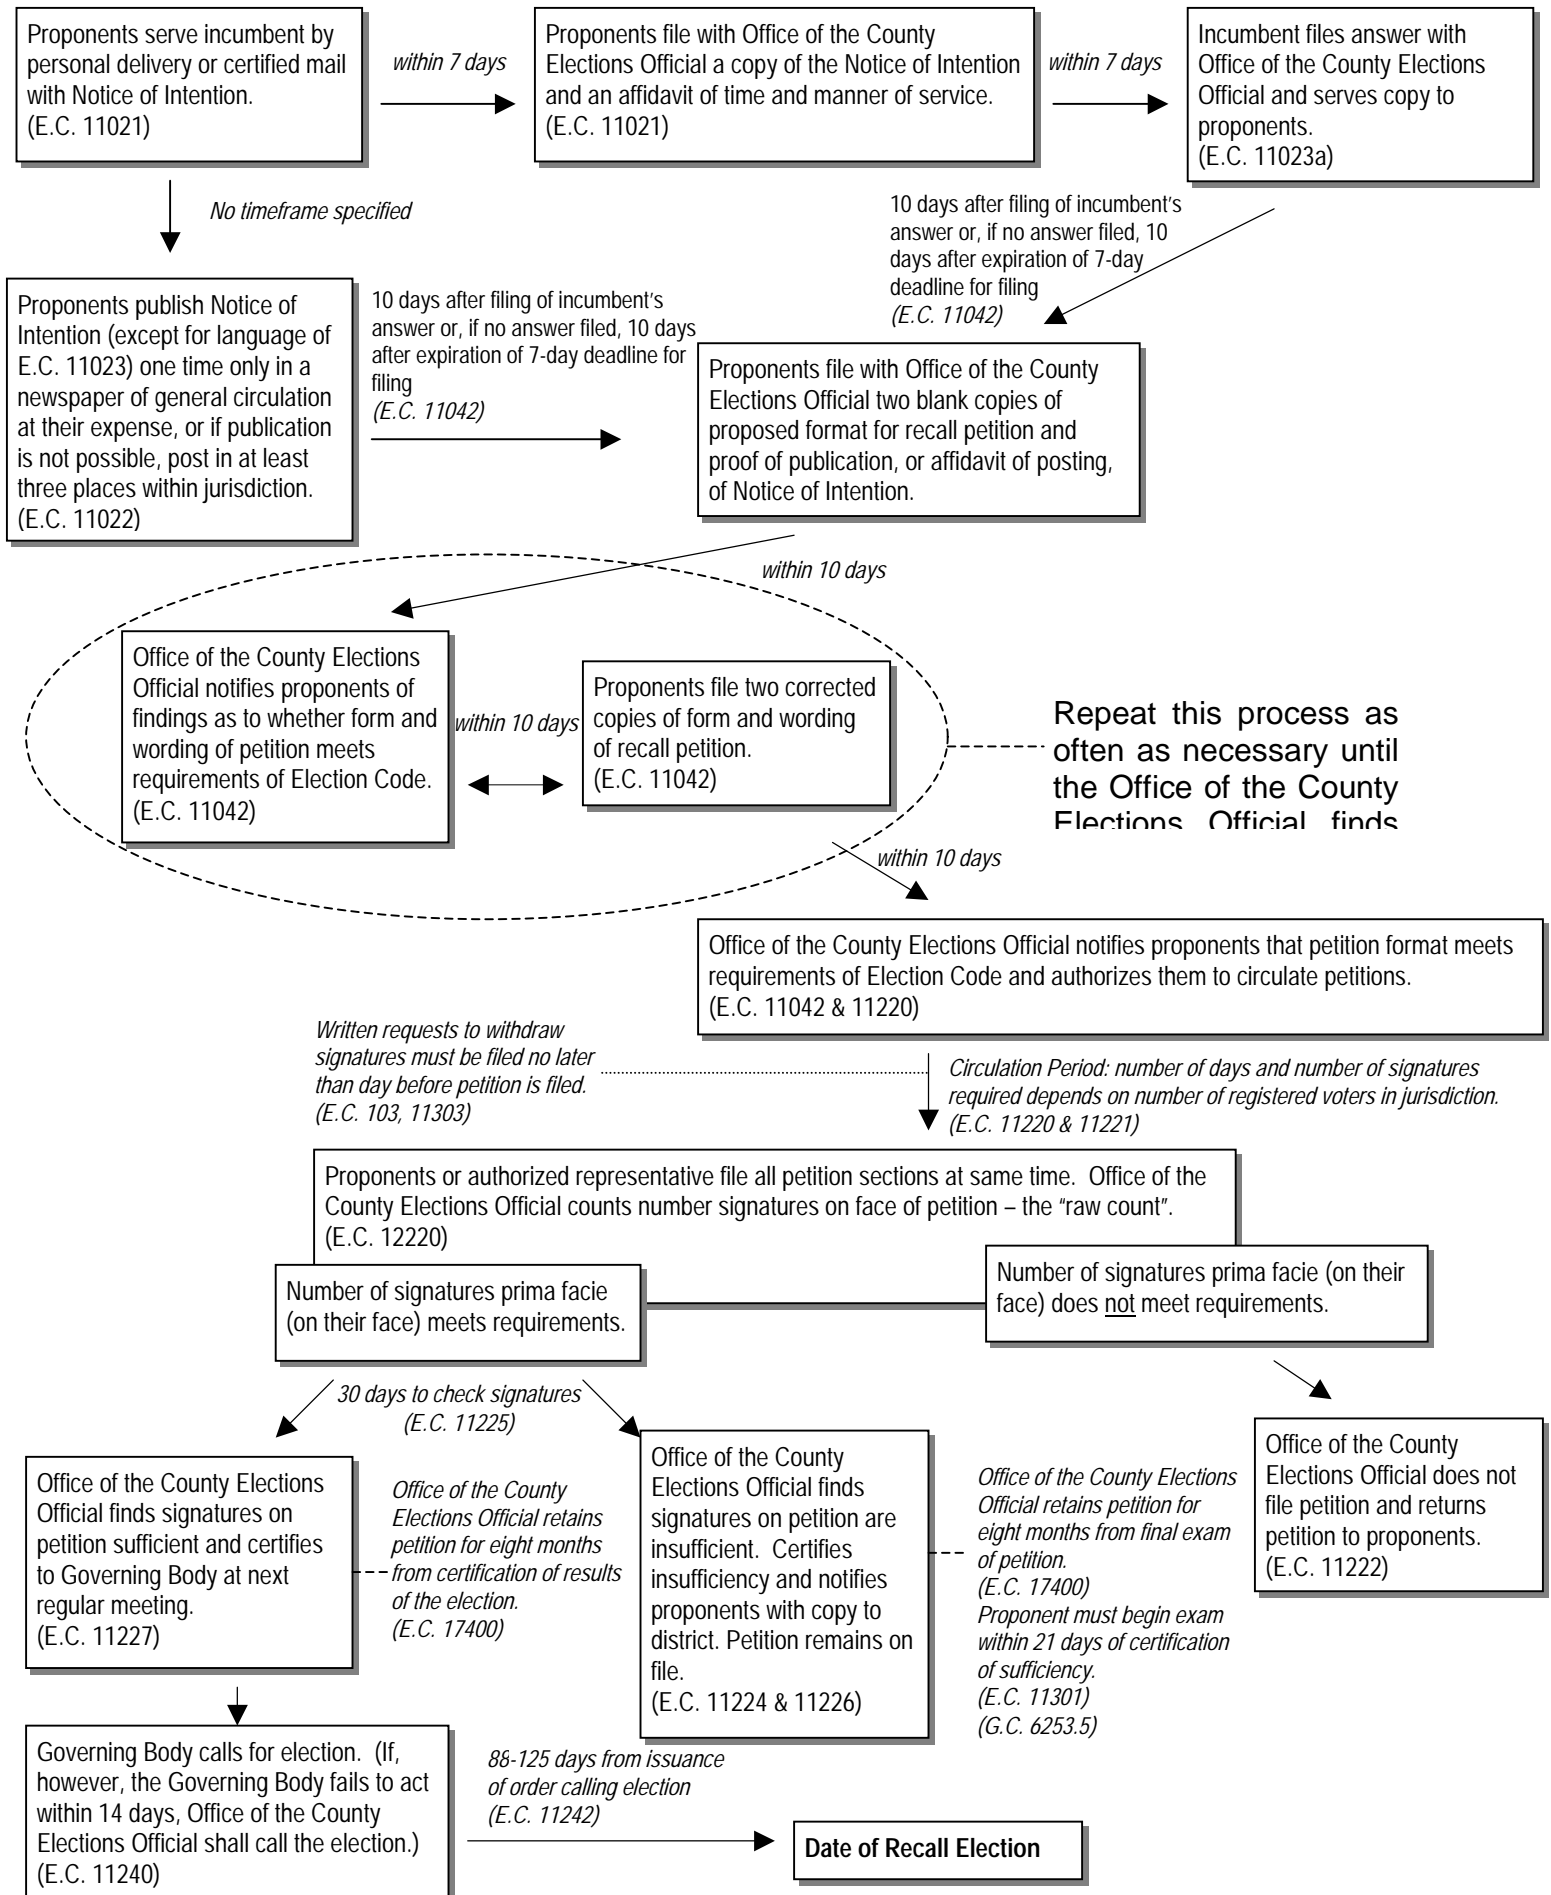 Proponents serve incumbent by
personal delivery or certified mail
with Notice of Intention.
(E.C. 11021)
within 7 days
Proponents file with Office of the County
Elections Official a copy of the Notice of Intention
and an affidavit of time and manner of service.
(E.C. 11021)
within 7 days
Incumbent files answer with
Office of the County Elections
Official and serves copy to
proponents.
(E.C. 11023a)
No timeframe specified
10 days after filing of incumbent's
answer or, if no answer filed, 10
days after expiration of 7-day
deadline for filing
(E.C. 11042)
Proponents publish Notice of
Intention (except for language of
E.C. 11023) one time only in a
newspaper of general circulation
at their expense, or if publication
is not possible, post in at least
three places within jurisdiction.
(E.C. 11022)
10 days after filing of incumbent's
answer or, if no answer filed, 10 days
after expiration of 7-day deadline for
filing
(E.C. 11042)
Proponents file with Office of the County
Elections Official two blank copies of
proposed format for recall petition and
proof of publication, or affidavit of posting,
of Notice of Intention.
within 10 days
Office of the County Elections
Official notifies proponents of
findings as to whether form and
wording of petition meets
requirements of Election Code.
(E.C. 11042)
within 10 days
Proponents file two corrected
copies of form and wording
of recall petition.
(E.C. 11042)
Repeat this process as
often as necessary until
the Office of the County
Elections Official finds
within 10 days
Office of the County Elections Official notifies proponents that petition format meets
requirements of Election Code and authorizes them to circulate petitions.
(E.C. 11042 & 11220)
Written requests to withdraw
signatures must be filed no later
than day before petition is filed.
(E.C. 103, 11303)
Circulation Period: number of days and number of signatures
required depends on number of registered voters in jurisdiction.
(E.C. 11220 & 11221)
Proponents or authorized representative file all petition sections at same time. Office of the
County Elections Official counts number signatures on face of petition – the “raw count”.
(E.C. 12220)
Number of signatures prima facie
(on their face) meets requirements.
Number of signatures prima facie (on their
face) does not meet requirements.
30 days to check signatures
(E.C. 11225)
Office of the County Elections
Official finds signatures on
petition sufficient and certifies
to Governing Body at next
regular meeting.
(E.C. 11227)
Office of the County
Elections Official retains
petition for eight months
from certification of results
of the election.
(E.C. 17400)
Office of the County
Elections Official finds
signatures on petition are
insufficient. Certifies
insufficiency and notifies
proponents with copy to
district. Petition remains on
file.
(E.C. 11224 & 11226)
Office of the County Elections
Official retains petition for
eight months from final exam
of petition.
(E.C. 17400)
Proponent must begin exam
within 21 days of certification
of sufficiency.
(E.C. 11301)
(G.C. 6253.5)
Office of the County
Elections Official does not
file petition and returns
petition to proponents.
(E.C. 11222)
Governing Body calls for election. (If,
however, the Governing Body fails to act
within 14 days, Office of the County
Elections Official shall call the election.)
(E.C. 11240)
88-125 days from issuance
of order calling election
(E.C. 11242)
Date of Recall Election